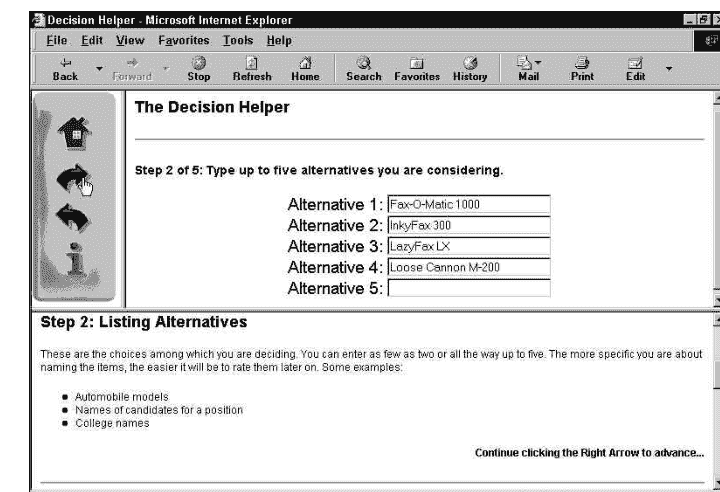 Decision Helper - Microsoft Internet Explorer
File Edit View Favorites Tools Help
Back Forward Stop Refresh Home Search Favorites History Mail Print Edit
The Decision Helper
Step 2 of 5: Type up to five alternatives you are considering.
Alternative 1: Fax-O-Matic 1000
Alternative 2: InkyFax 300
Alternative 3: LazyFax LX
Alternative 4: Loose Cannon M-200
Alternative 5:
Step 2: Listing Alternatives
These are the choices among which you are deciding. You can enter as few as two or all the way up to five. The more specific you are about
naming the items, the easier it will be to rate them later on. Some examples:
Automobile models
Names of candidates for a position
College names
Continue clicking the Right Arrow to advance...